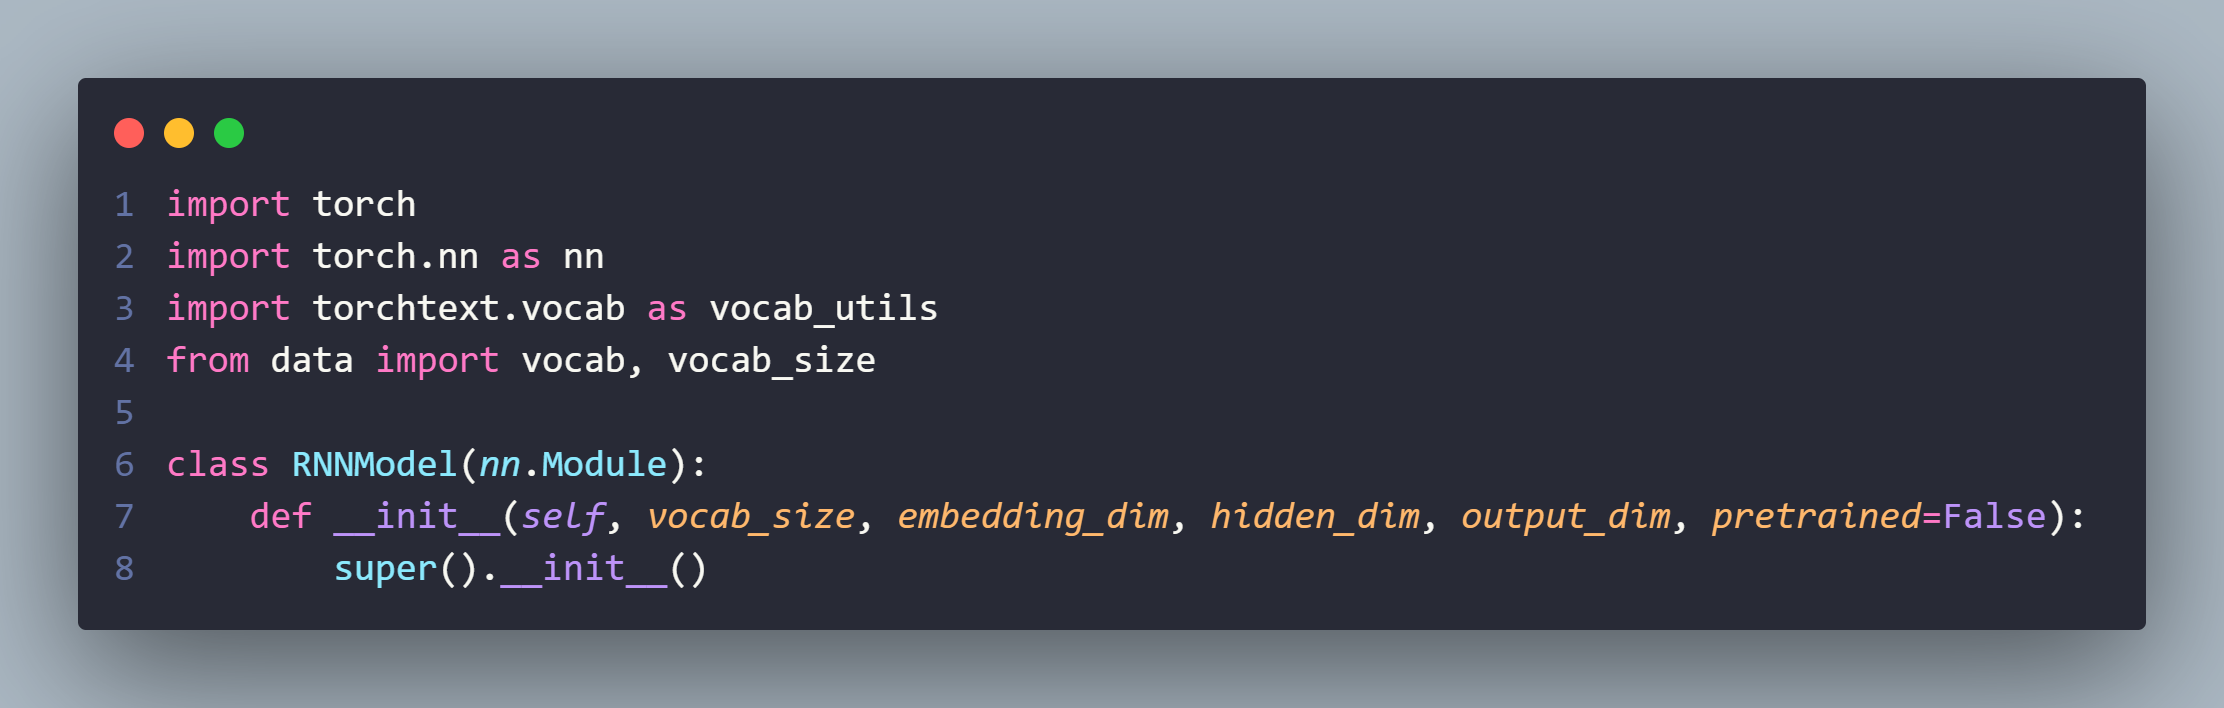 1 import torch
2 import torch.nn as nn
3 import torchtext.vocab as vocab_utils
4 from data import vocab, vocab_size
5
6 class RNNModel(nn.Module):
7     def __init__(self, vocab_size, embedding_dim, hidden_dim, output_dim, pretrained=False):
8         super().__init__()